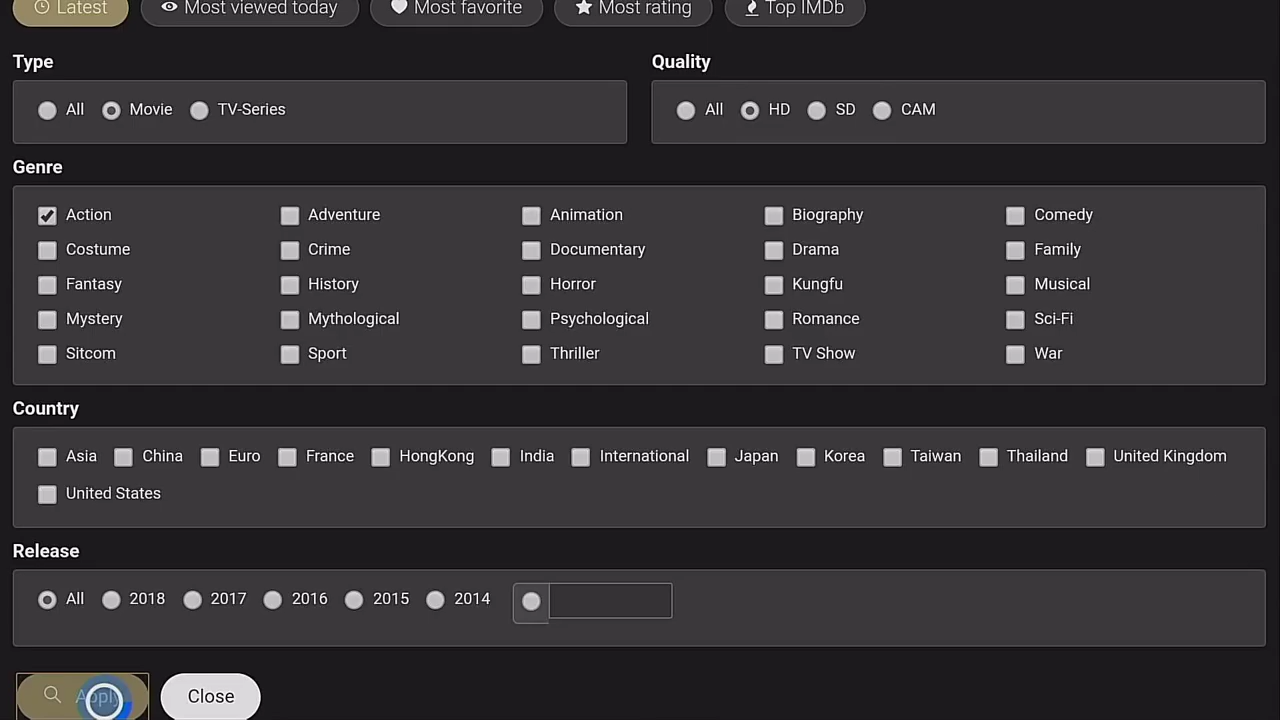 Latest Most viewed today Most favorite Most rating Top IMDb
Type Quality
All Movie TV-Series All HD SD CAM
Genre
Action Adventure Animation Biography Comedy
Costume Crime Documentary Drama Family
Fantasy History Horror Kungfu Musical
Mystery Mythological Psychological Romance Sci-Fi
Sitcom Sport Thriller TV Show War
Country
Asia China Euro France HongKong India International Japan Korea Taiwan Thailand United Kingdom
United States
Release
All 2018 2017 2016 2015 2014
Apply Close